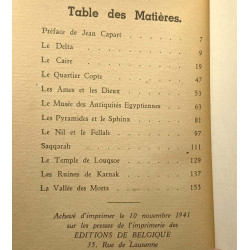 Table des Matières.
Préface de Jean Capart . . . . 7
Le Delta . . . . 9
Le Caire . . . . 19
Le Quartier Copte . . . . 47
Les Ames et les Dieux . . . . 53
Le Musée des Antiquités Egyptiennes . . . . 63
Les Pyramides et le Sphinx . . . . 81
Le Nil et le Fellah . . . . 97
Saqqarah . . . . 111
Le Temple de Louqsor . . . . 129
Les Ruines de Karnak . . . . 137
La Vallée des Morts . . . . 153
Achevé d'imprimer le 10 novembre 1941
sur les presses de l'imprimerie des
EDITIONS DE BELGIQUE
35, Rue de Lausanne